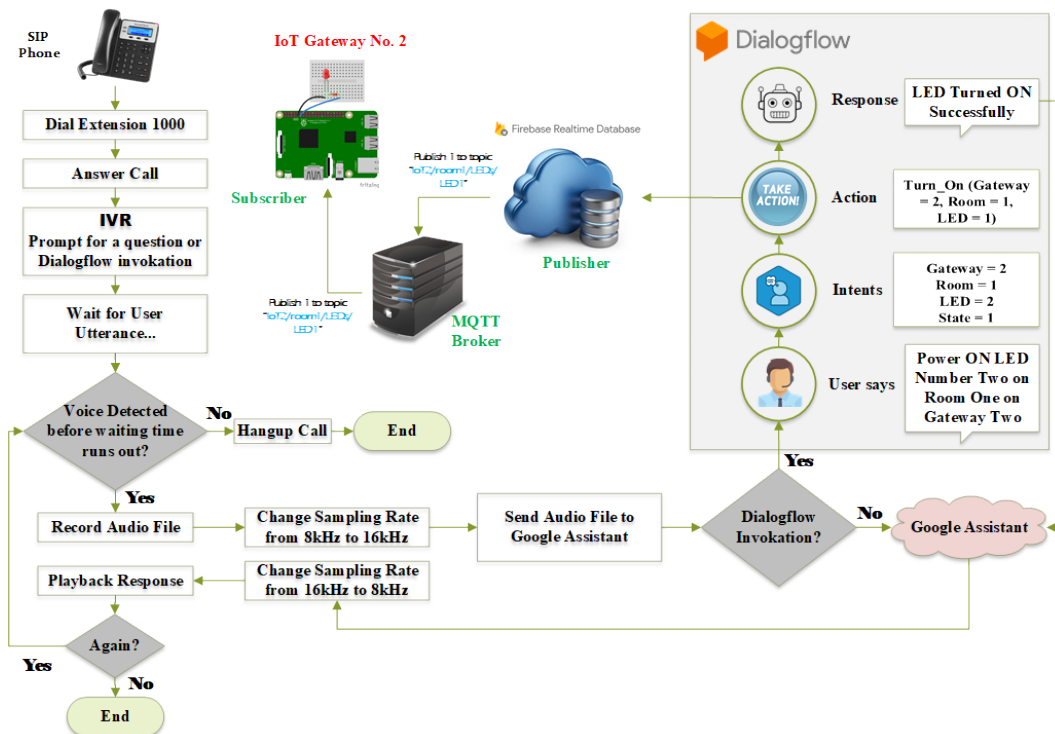 SIP
Phone
Dial Extension 1000
Answer Call
IVR
Prompt for a question or
Dialogflow invokation
Wait for User
Utterance...
Voice Detected
before waiting time
runs out?
No
Hangup Call
End
Yes
Record Audio File
Change Sampling Rate
from 8kHz to 16kHz
Send Audio File to
Google Assistant
Dialogflow
Invokation?
Yes
No
Google Assistant
Change Sampling Rate
from 16kHz to 8kHz
Playback Response
Again?
Yes
No
End
IoT Gateway No. 2
fritzing
Subscriber
Publish 1 to topic
"IoT2/room1/LEDs/
LED1"
MQTT
Broker
Publish 1 to topic
"IoT2/room1/LEDs/
LED1"
Firebase Realtime Database
Publisher
Dialogflow
Response
LED Turned ON
Successfully
TAKE
ACTION!
Action
Turn_On (Gateway
= 2, Room = 1,
LED = 1)
Intents
Gateway = 2
Room = 1
LED = 2
State = 1
User says
Power ON LED
Number Two on
Room One on
Gateway Two